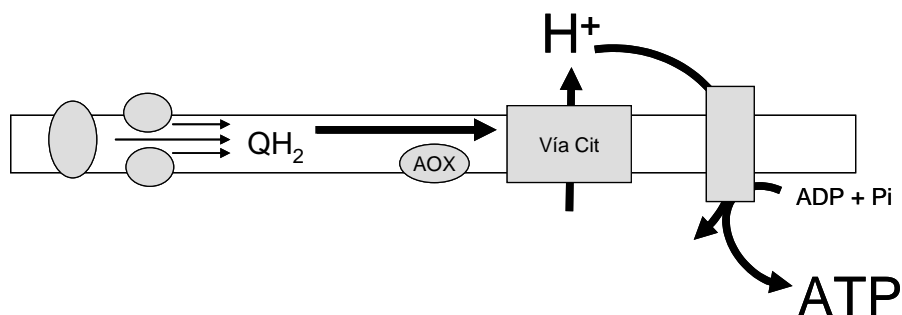 H⁺
QH₂
AOX
Vía Cit
ADP + Pi
ATP